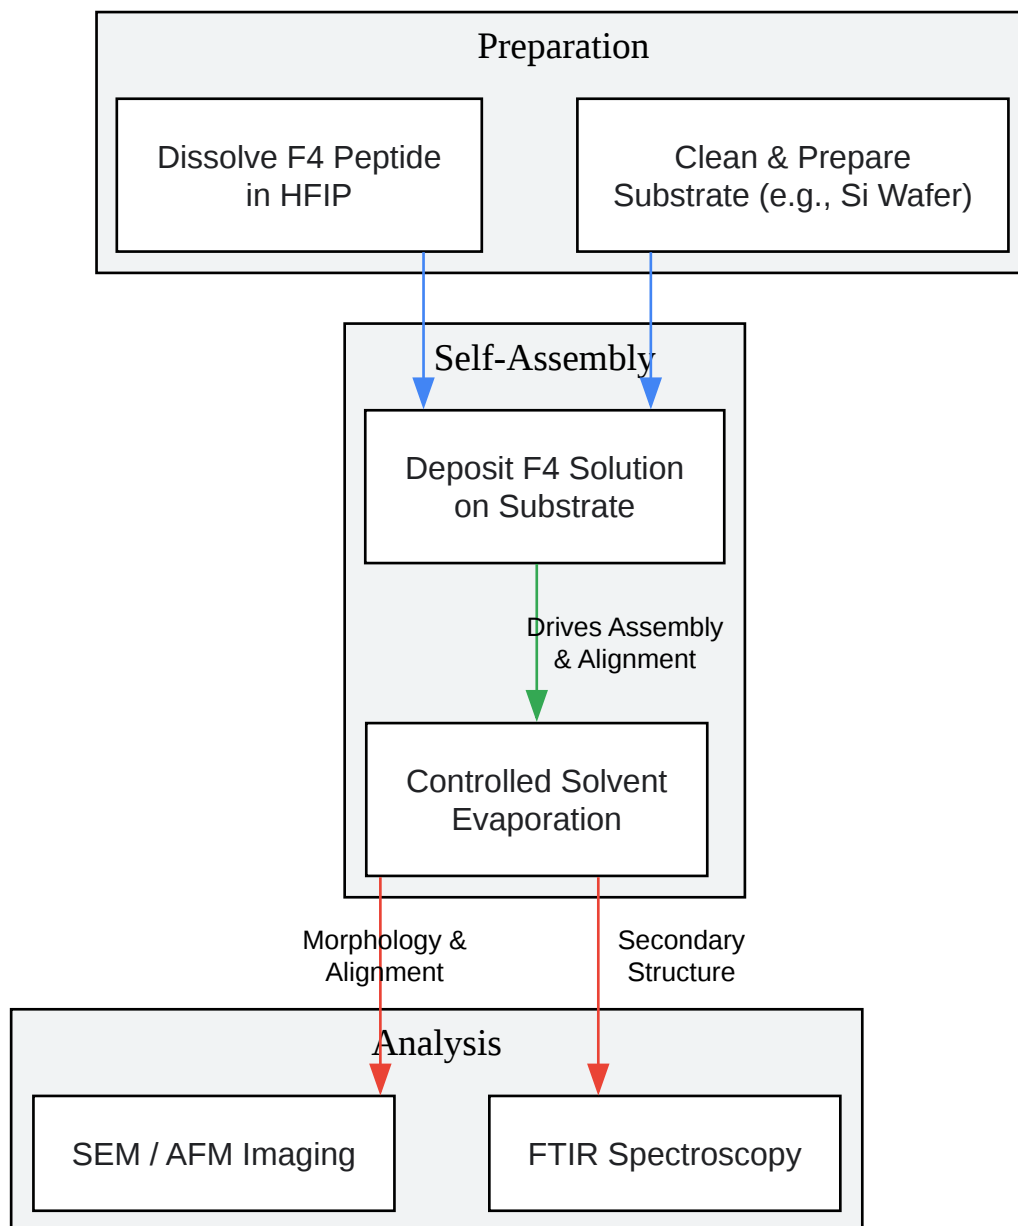 Preparation
Dissolve F4 Peptide
in HFIP
Clean & Prepare
Substrate (e.g., Si Wafer)
Self-Assembly
Deposit F4 Solution
on Substrate
Drives Assembly
& Alignment
Controlled Solvent
Evaporation
Morphology &
Alignment
Secondary
Structure
Analysis
SEM / AFM Imaging
FTIR Spectroscopy